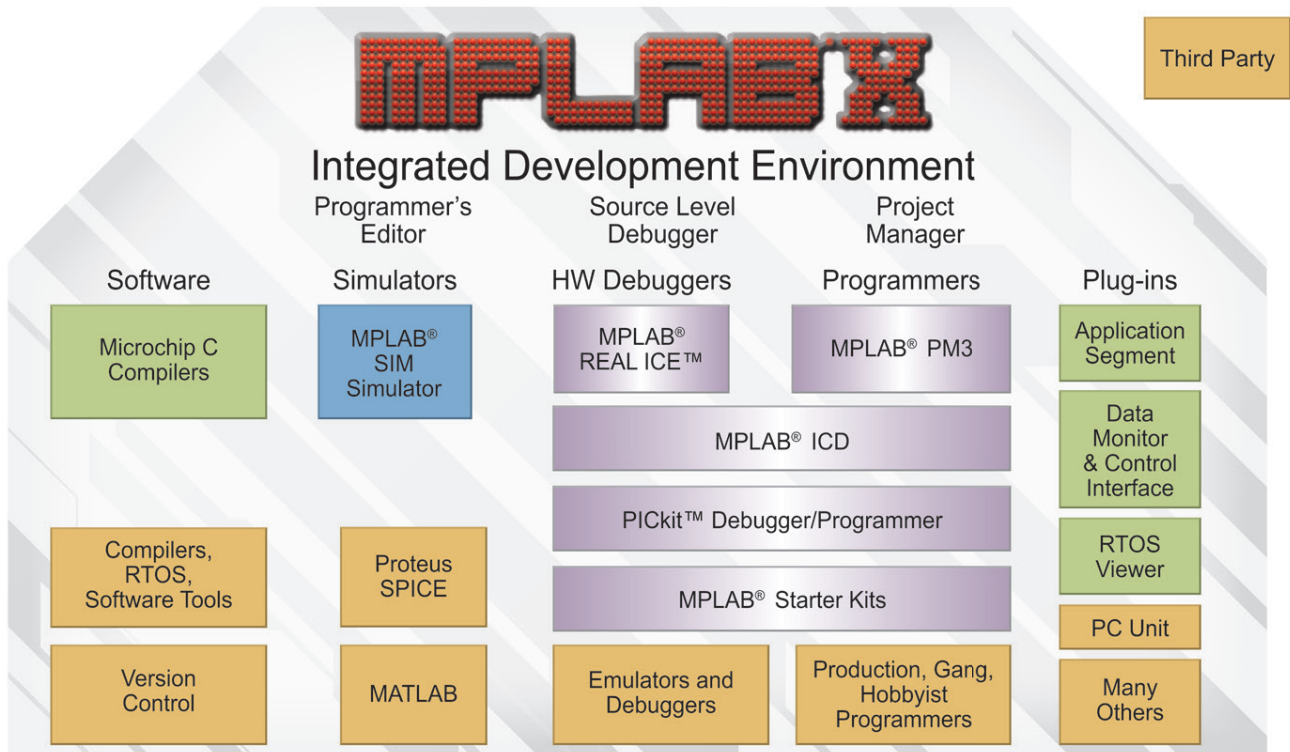 Third Party
MPLAB X
Integrated Development Environment
Programmer's
Editor
Source Level
Debugger
Project
Manager
Software
Simulators
HW Debuggers
Programmers
Plug-ins
Microchip C
Compilers
MPLAB® 
SIM
Simulator
MPLAB®
REAL ICE™
MPLAB® PM3
Application
Segment
MPLAB® ICD
Data
Monitor
& Control
Interface
PICkit™ Debugger/Programmer
Compilers,
RTOS,
Software Tools
Proteus
SPICE
RTOS
Viewer
MPLAB® Starter Kits
PC Unit
Version
Control
MATLAB
Emulators and
Debuggers
Production, Gang,
Hobbyist
Programmers
Many
Others